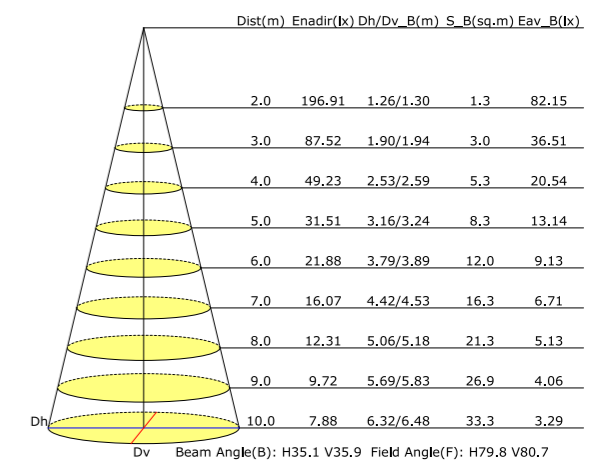 Dist(m) Enadir(lx) Dh/Dv_B(m) S_B(sq.m) Eav_B(lx)
2.0 196.91 1.26/1.30 1.3 82.15
3.0 87.52 1.90/1.94 3.0 36.51
4.0 49.23 2.53/2.59 5.3 20.54
5.0 31.51 3.16/3.24 8.3 13.14
6.0 21.88 3.79/3.89 12.0 9.13
7.0 16.07 4.42/4.53 16.3 6.71
8.0 12.31 5.06/5.18 21.3 5.13
9.0 9.72 5.69/5.83 26.9 4.06
Dh 10.0 7.88 6.32/6.48 33.3 3.29
Dv Beam Angle(B): H35.1 V35.9 Field Angle(F): H79.8 V80.7